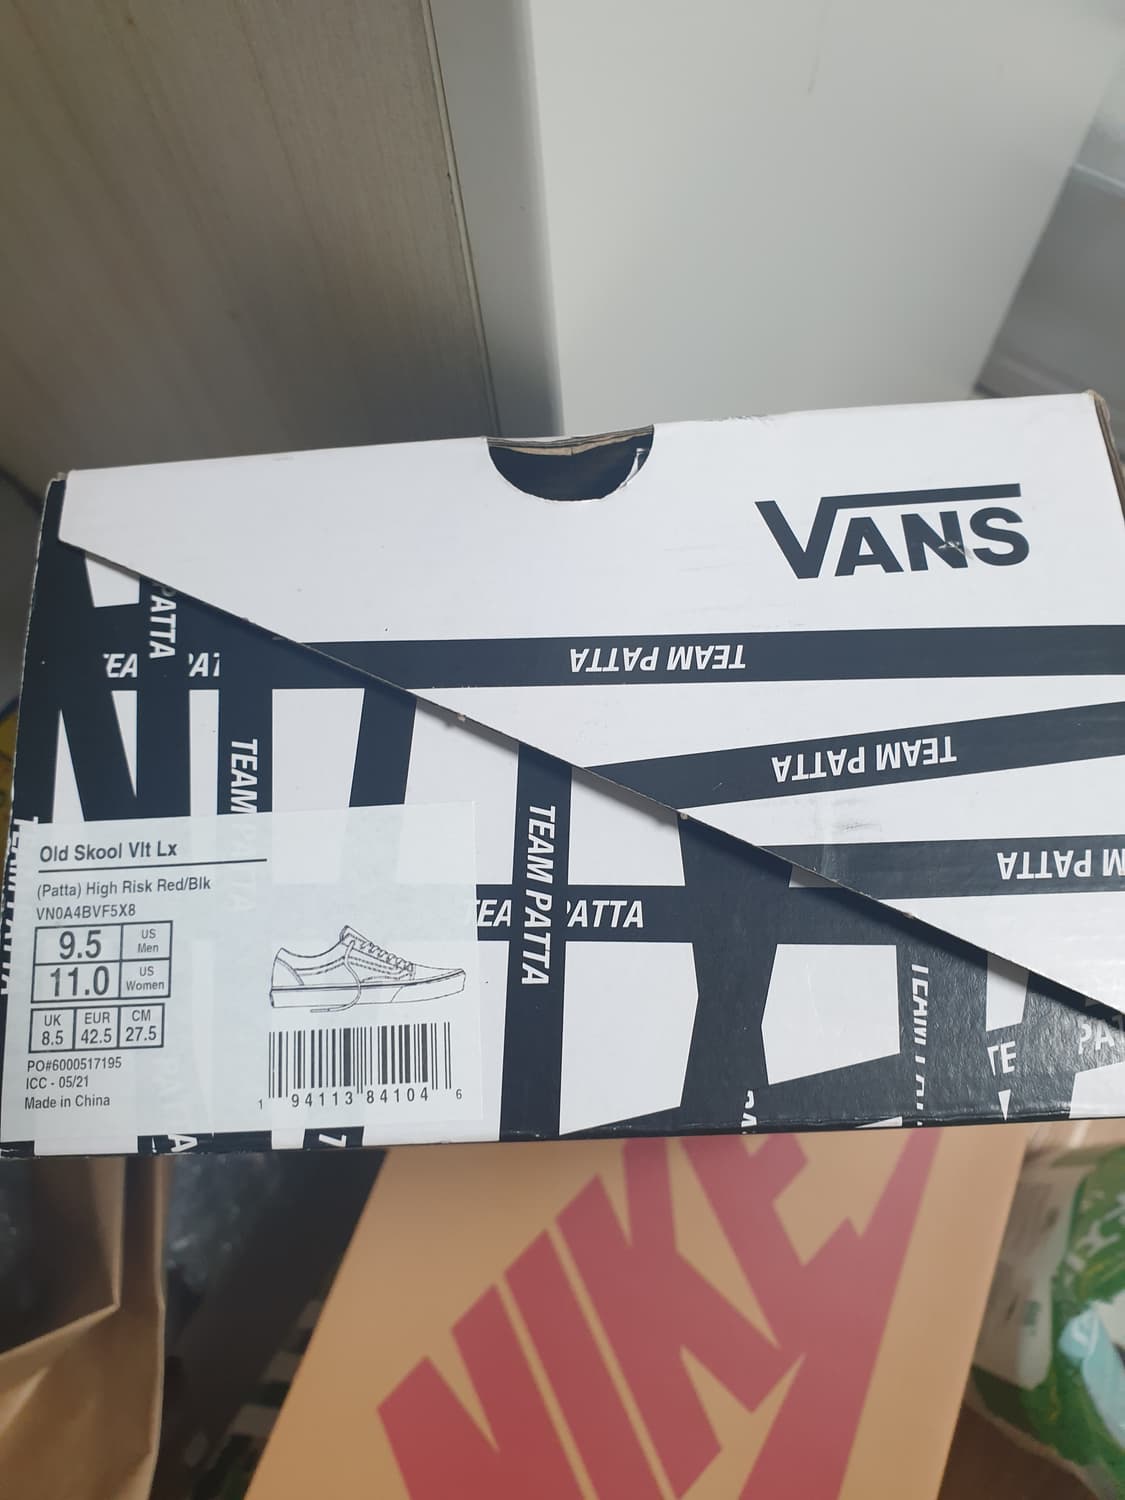 VANS
PATTA
TEAM PATTA
TEAM PATTA
TEAM PATTA
TEAM PATTA
TEAM
PATTA
Old Skool Vlt Lx
(Patta) High Risk Red/Blk
VN0A4BVF5X8
9.5 US Men
11.0 US Women
UK EUR CM
8.5 42.5 27.5
PO#6000517195
ICC - 05/21
Made in China
1 94113 84104 6
NIKE